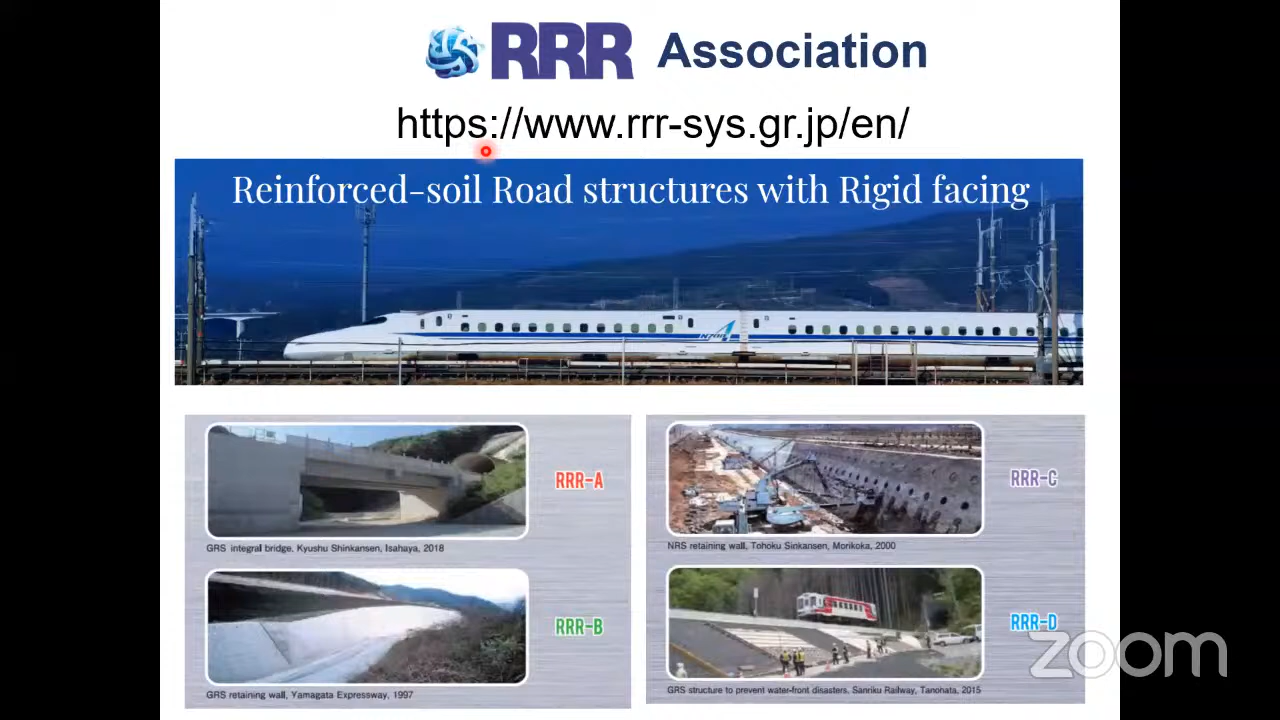 RRR Association
https://www.rrr-sys.gr.jp/en/
Reinforced-soil Road structures with Rigid facing
N700A
RRR-A
GRS integral bridge, Kyushu Shinkansen, Isahaya, 2018
RRR-B
GRS retaining wall, Yamagata Expressway, 1997
RRR-C
NRS retaining wall, Tohoku Sinkansen, Morikoka, 2000
RRR-D
GRS structure to prevent water-front disasters, Sanriku Railway, Tanohata, 2015
zoom